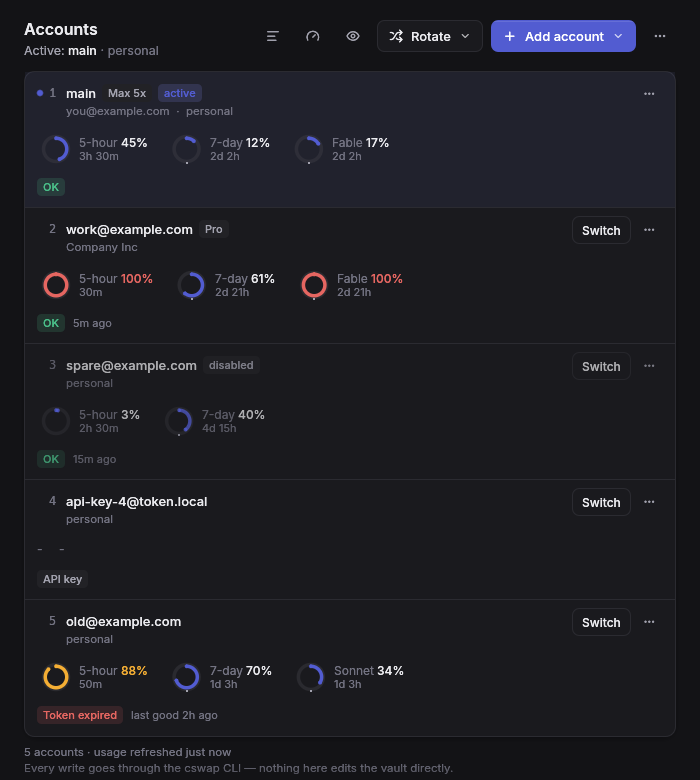 Accounts
Active: main · personal
Rotate
Add account
1 main Max 5x active
you@example.com · personal
5-hour 45% 7-day 12% Fable 17%
3h 30m 2d 2h 2d 2h
OK
2 work@example.com Pro Switch
Company Inc
5-hour 100% 7-day 61% Fable 100%
30m 2d 21h 2d 21h
OK 5m ago
3 spare@example.com disabled Switch
personal
5-hour 3% 7-day 40%
2h 30m 4d 15h
OK 15m ago
4 api-key-4@token.local Switch
personal
- -
API key
5 old@example.com Switch
personal
5-hour 88% 7-day 70% Sonnet 34%
50m 1d 3h 1d 3h
Token expired last good 2h ago
5 accounts · usage refreshed just now
Every write goes through the cswap CLI — nothing here edits the vault directly.